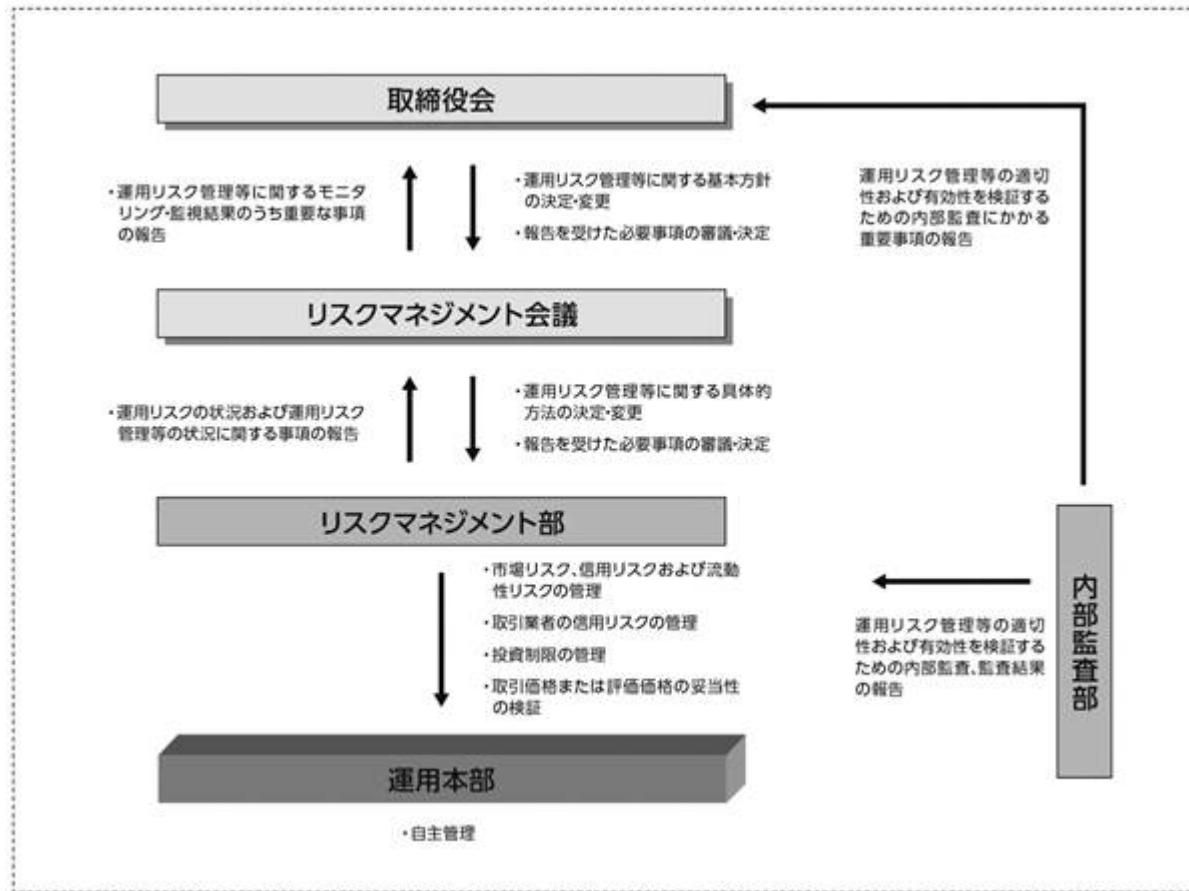 取締役会
・運用リスク管理等に関するモニタ
リング・監視結果のうち重要な事項
の報告
・運用リスク管理等に関する基本方針
の決定・変更
・報告を受けた必要事項の審議・決定
運用リスク管理等の適切
性および有効性を検証する
ための内部監査にかかる
重要事項の報告
リスクマネジメント会議
・運用リスクの状況および運用リスク
管理等の状況に関する事項の報告
・運用リスク管理等に関する具体的
方法の決定・変更
・報告を受けた必要事項の審議・決定
リスクマネジメント部
・市場リスク、信用リスクおよび流動
性リスクの管理
・取引業者の信用リスクの管理
・投資制限の管理
・取引価格または評価価格の妥当性
の検証
運用リスク管理等の適切
性および有効性を検証する
ための内部監査、監査結果
の報告
内部監査部
運用本部
・自主管理